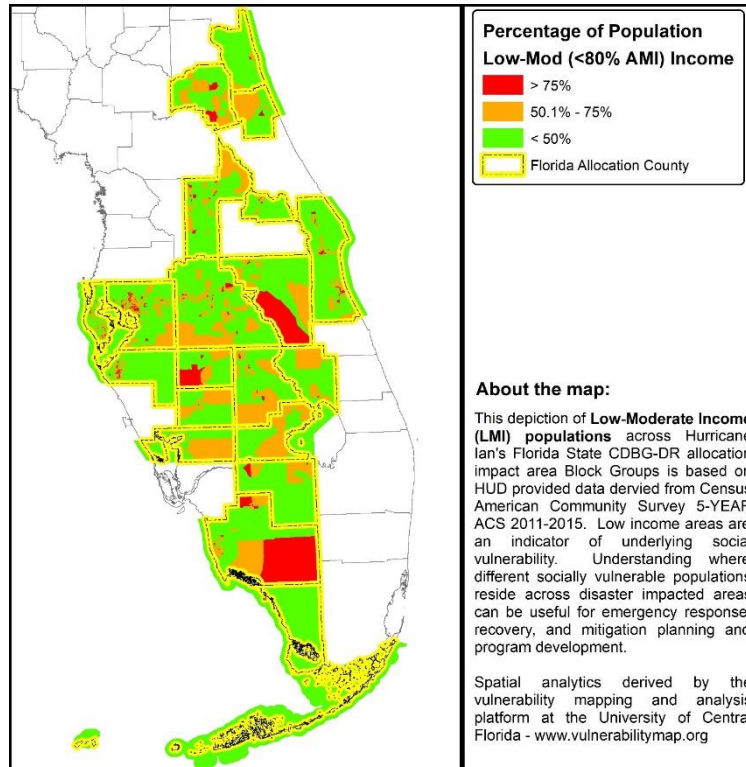 Percentage of Population
Low-Mod (<80% AMI) Income
> 75%
50.1% - 75%
< 50%
Florida Allocation County
About the map:
This depiction of Low-Moderate Income
(LMI) populations across Hurricane
Ian's Florida State CDBG-DR allocation
impact area Block Groups is based on
HUD provided data dervied from Census
American Community Survey 5-YEAR
ACS 2011-2015. Low income areas are
an indicator of underlying social
vulnerability. Understanding where
different socially vulnerable populations
reside across disaster impacted areas
can be useful for emergency response,
recovery, and mitigation planning and
program development.
Spatial analytics derived by the
vulnerability mapping and analysis
platform at the University of Central
Florida - www.vulnerabilitymap.org